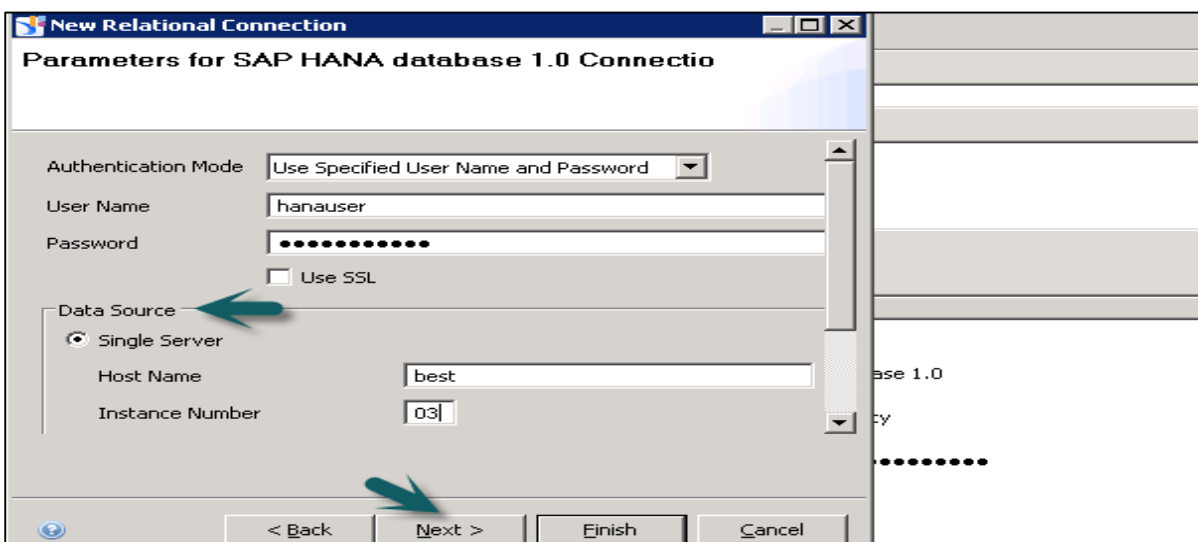 New Relational Connection
Parameters for SAP HANA database 1.0 Connectio
Authentication Mode Use Specified User Name and Password
User Name hanauser
Password ●●●●●●●●●●●
Use SSL
Data Source
Single Server
Host Name best
Instance Number 03
ase 1.0
cy
●●●●●●●●●
< Back Next > Finish Cancel